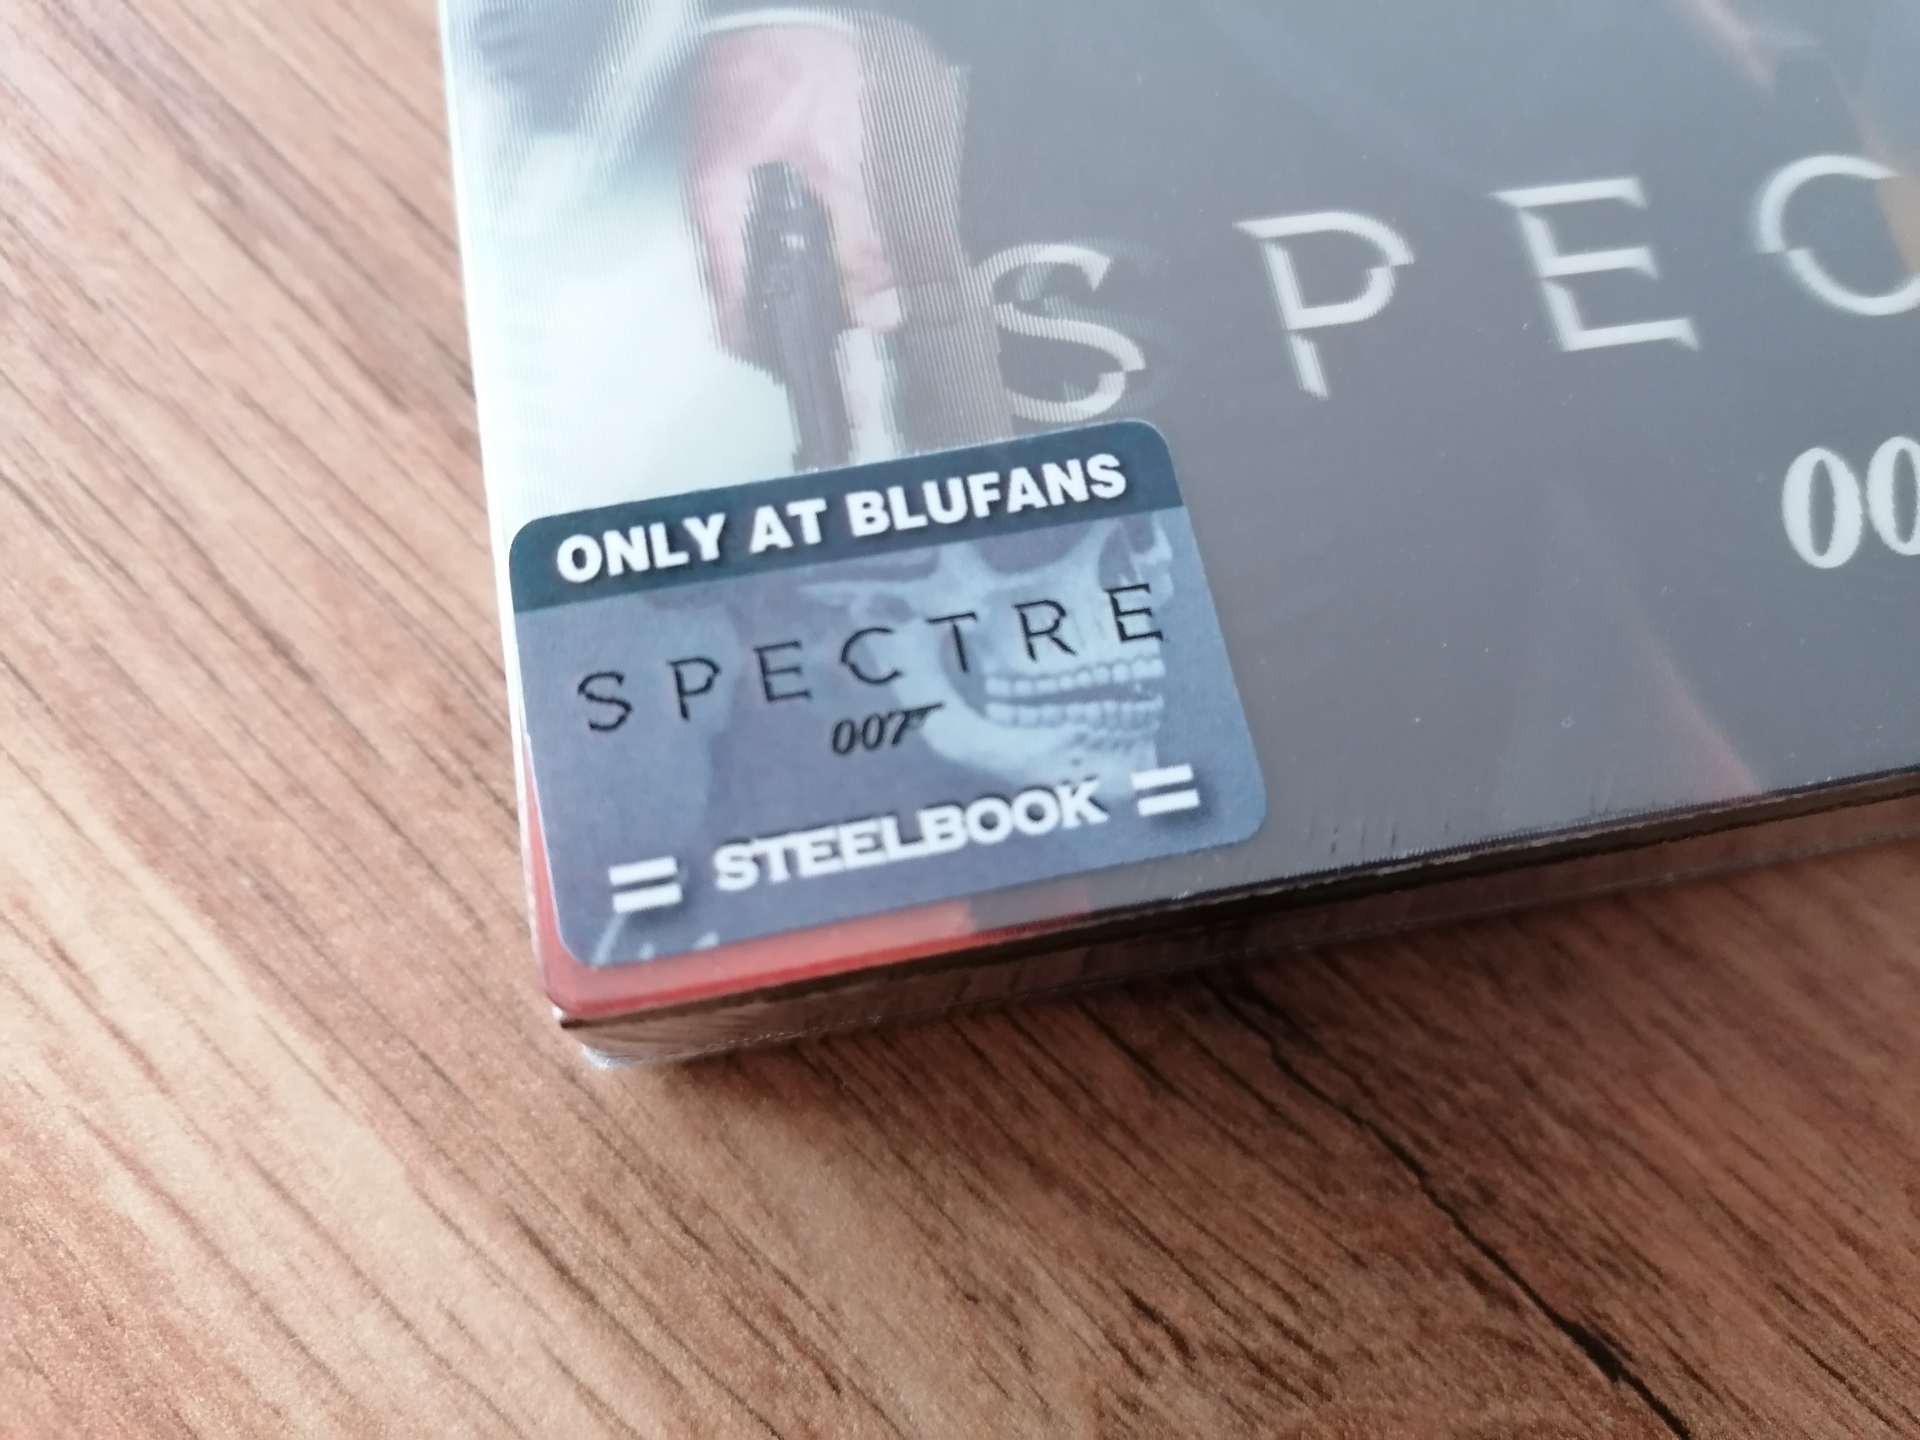 SPEC
00
ONLY AT BLUFANS
SPECTRE
007
= STEELBOOK =